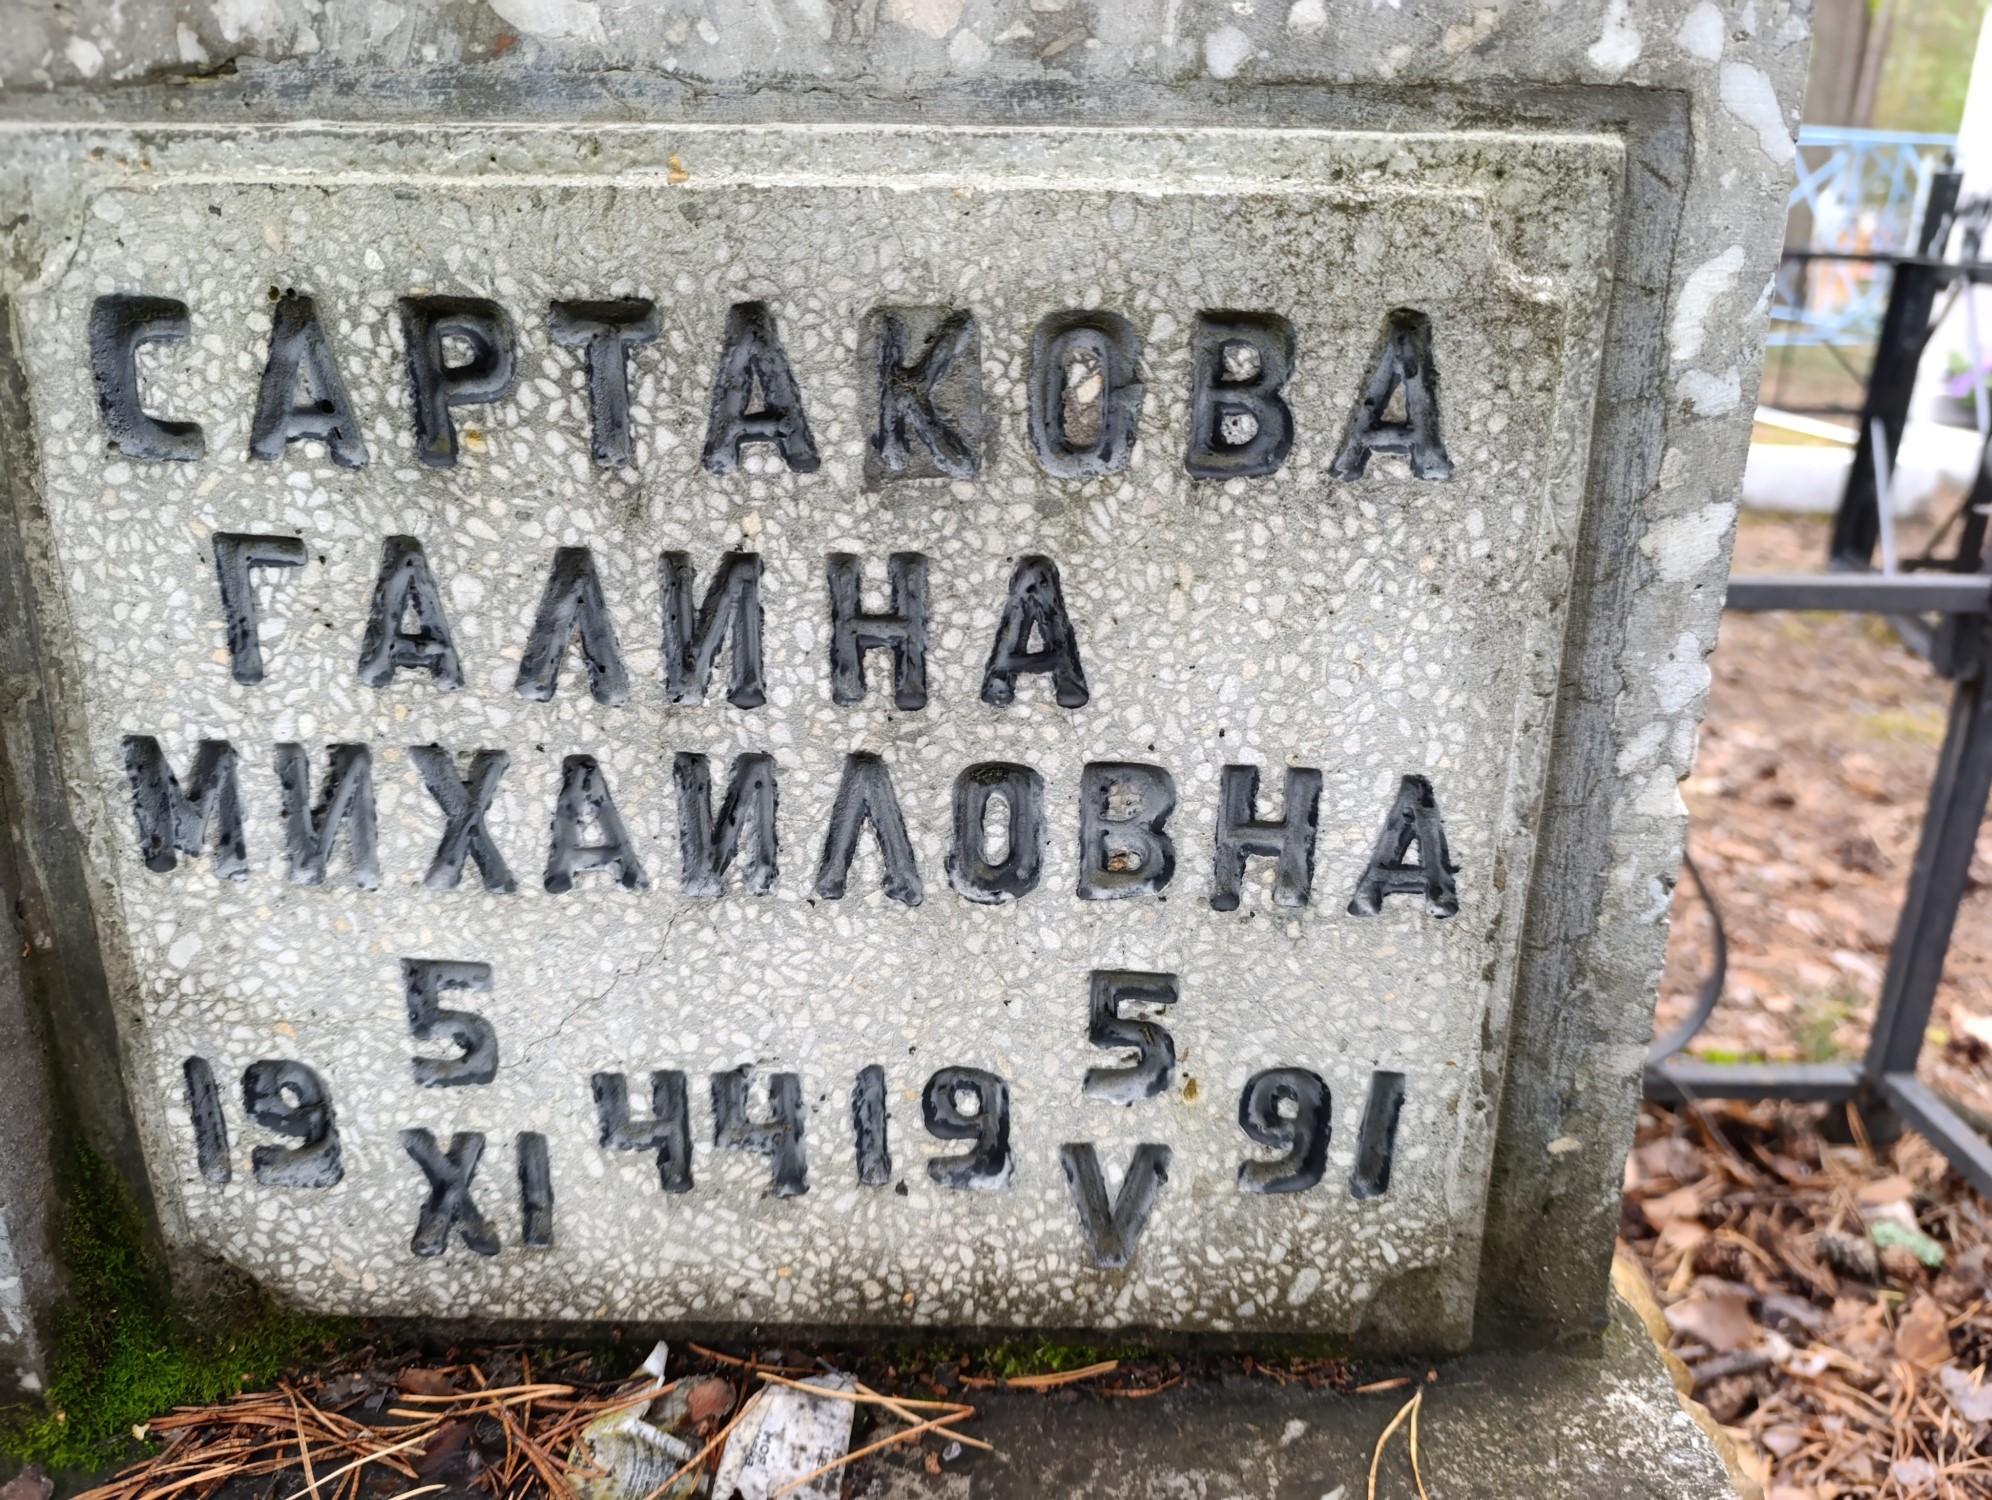 САРТАКОВА
ГАЛИНА
МИХАИЛОВНА
5 5
19 44 19 91
XI V